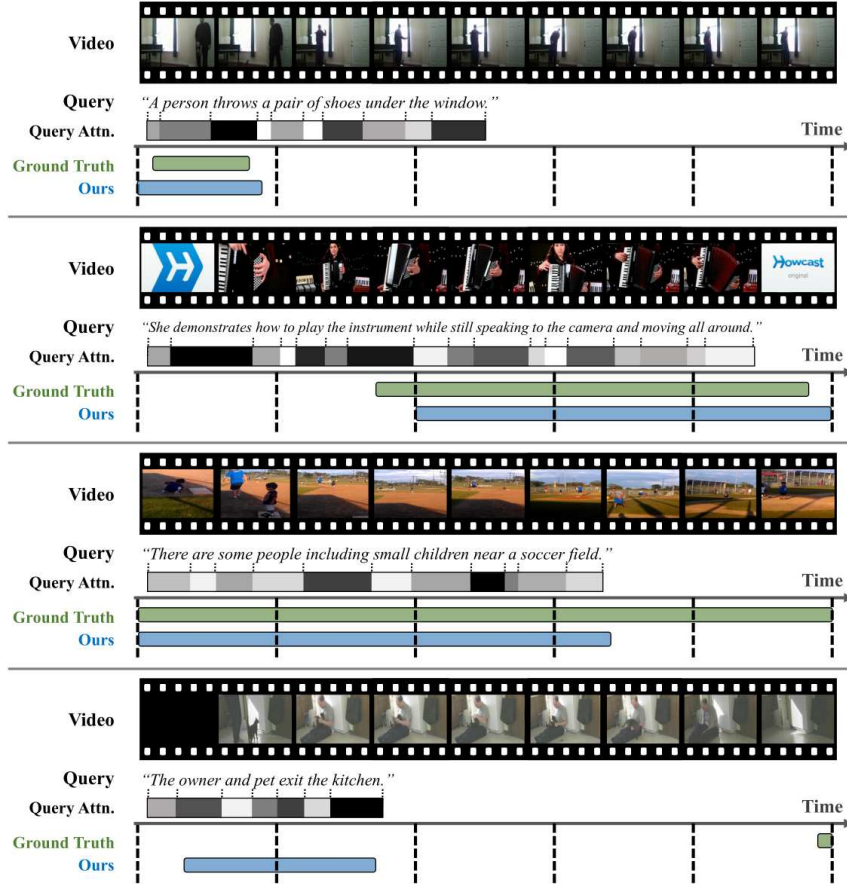 Video
Query
“A person throws a pair of shoes under the window.”
Query Attn.
Time
Ground Truth
Ours
Video
Howcast
original
Query
“She demonstrates how to play the instrument while still speaking to the camera and moving all around.”
Query Attn.
Time
Ground Truth
Ours
Video
Query
“There are some people including small children near a soccer field.”
Query Attn.
Time
Ground Truth
Ours
Video
Query
“The owner and pet exit the kitchen.”
Query Attn.
Time
Ground Truth
Ours